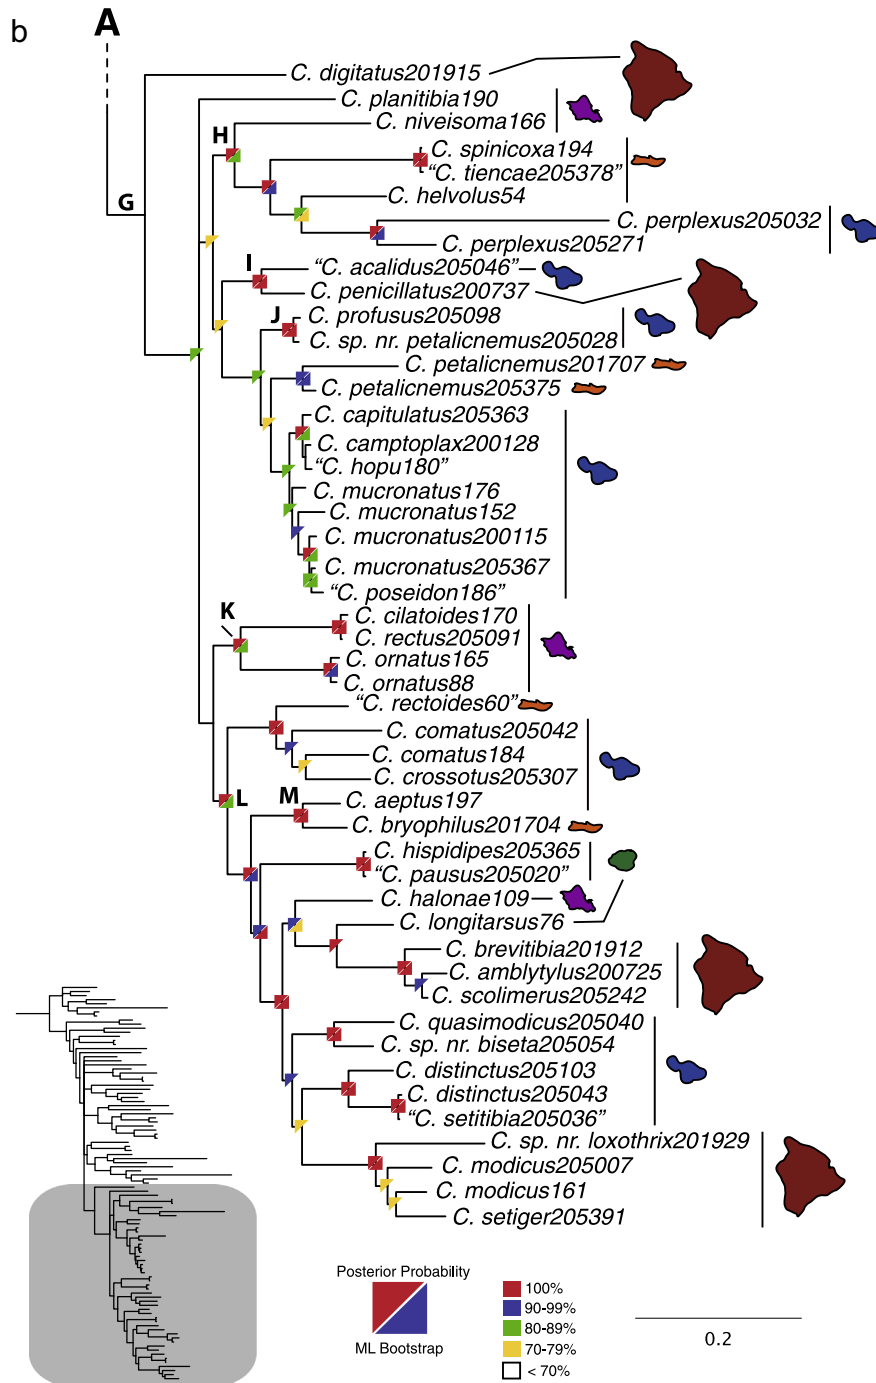 b
A
C. digitatus201915
C. planitibia190
C. niveisoma166
H
C. spinicoxa194
“C. tiencae205378”
C. helvolus54
G
C. perplexus205032
C. perplexus205271
I
“C. acalidus205046”
C. penicillatus200737
J
C. profusus205098
C. sp. nr. petalicnemus205028
C. petalicnemus201707
C. petalicnemus205375
C. capitulatus205363
C. camptoplax200128
“C. hopu180”
C. mucronatus176
C. mucronatus152
C. mucronatus200115
C. mucronatus205367
“C. poseidon186”
K
C. cilatoides170
C. rectus205091
C. ornatus165
C. ornatus88
“C. rectoides60”
C. comatus205042
C. comatus184
C. crossotus205307
L
M
C. aeptus197
C. bryophilus201704
C. hispidipes205365
“C. pausus205020”
C. halonae109
C. longitarsus76
C. brevitibia201912
C. amblytylus200725
C. scolimerus205242
C. quasimodicus205040
C. sp. nr. biseta205054
C. distinctus205103
C. distinctus205043
“C. setitibia205036”
C. sp. nr. loxothrix201929
C. modicus205007
C. modicus161
C. setiger205391
Posterior Probability
ML Bootstrap
100%
90-99%
80-89%
70-79%
< 70%
0.2